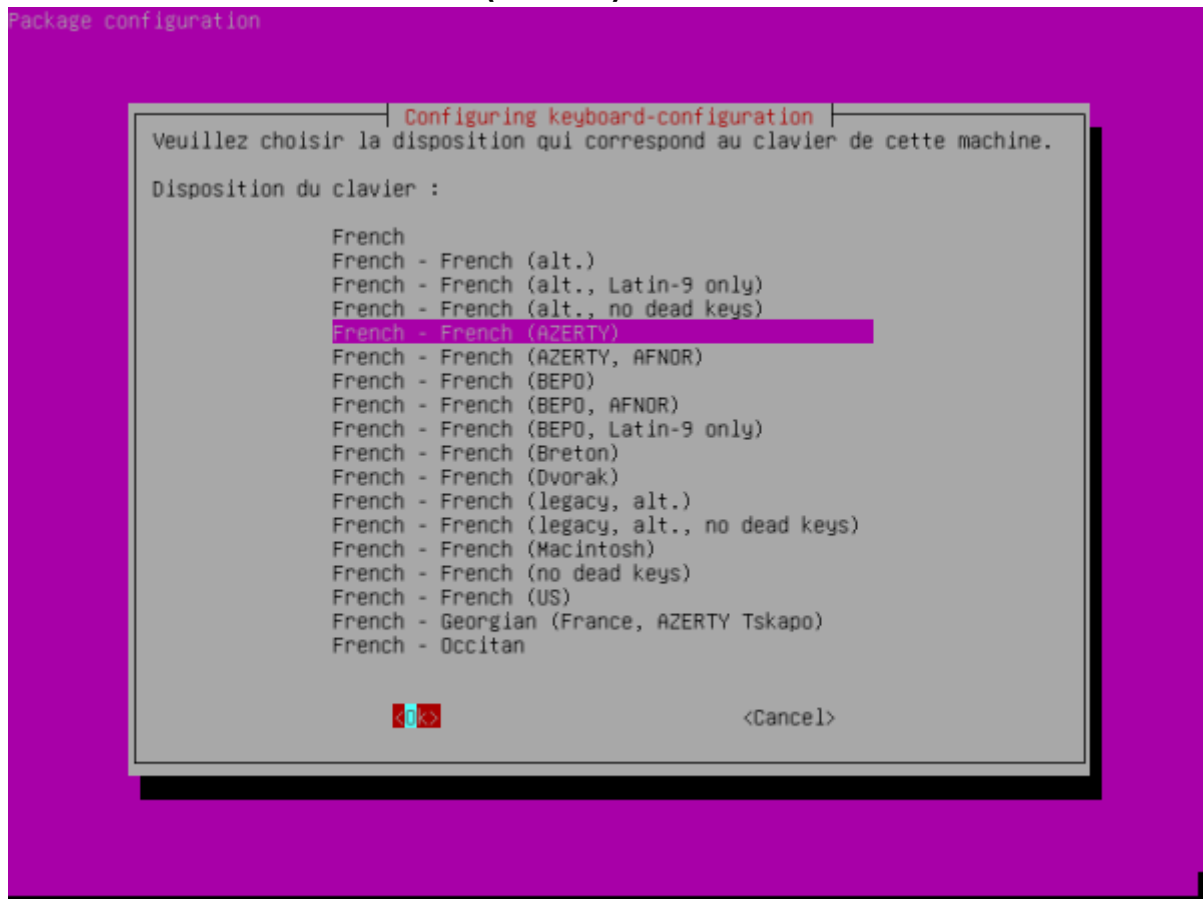 Package configuration
Configuring keyboard-configuration
Veuillez choisir la disposition qui correspond au clavier de cette machine.
Disposition du clavier :
French
French - French (alt.)
French - French (alt., Latin-9 only)
French - French (alt., no dead keys)
French - French (AZERTY)
French - French (AZERTY, AFNOR)
French - French (BEPO)
French - French (BEPO, AFNOR)
French - French (BEPO, Latin-9 only)
French - French (Breton)
French - French (Dvorak)
French - French (legacy, alt.)
French - French (legacy, alt., no dead keys)
French - French (Macintosh)
French - French (no dead keys)
French - French (US)
French - Georgian (France, AZERTY Tskapo)
French - Occitan
<Ok> <Cancel>